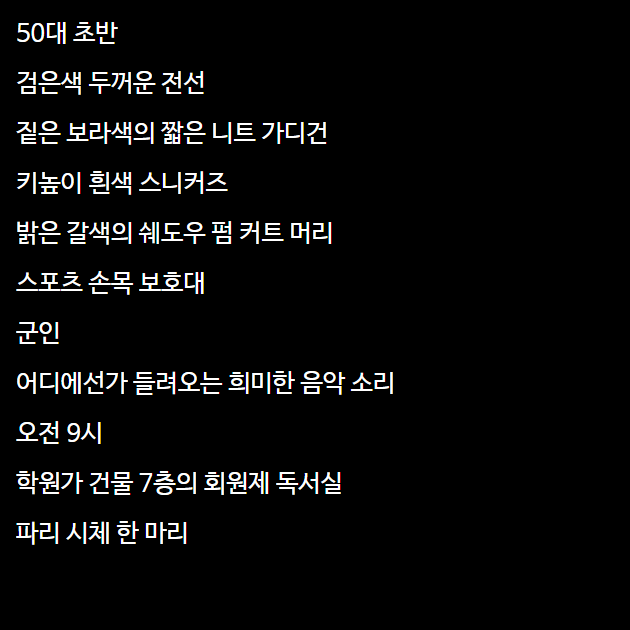 50대 초반
검은색 두꺼운 전선
짙은 보라색의 짧은 니트 가디건
키높이 흰색 스니커즈
밝은 갈색의 쉐도우 펌 커트 머리
스포츠 손목 보호대
군인
어디에선가 들려오는 희미한 음악 소리
오전 9시
학원가 건물 7층의 회원제 독서실
파리 시체 한 마리